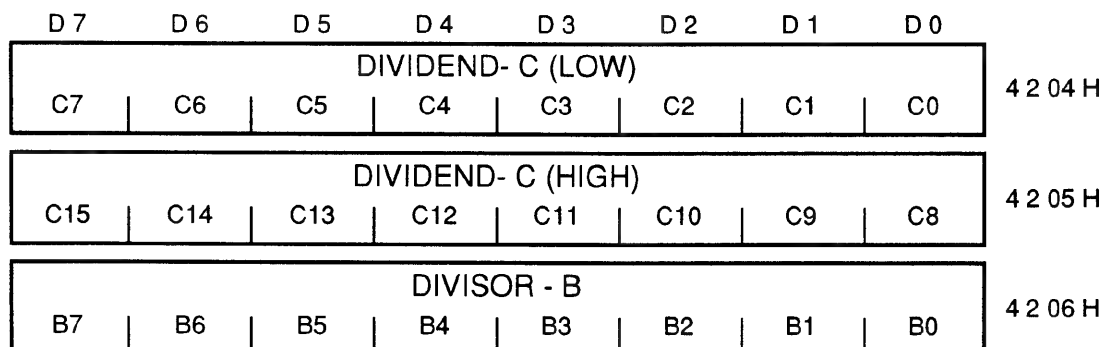 D7 D6 D5 D4 D3 D2 D1 D0
DIVIDEND- C (LOW)
C7 C6 C5 C4 C3 C2 C1 C0
4204H
DIVIDEND- C (HIGH)
C15 C14 C13 C12 C11 C10 C9 C8
4205H
DIVISOR - B
B7 B6 B5 B4 B3 B2 B1 B0
4206H